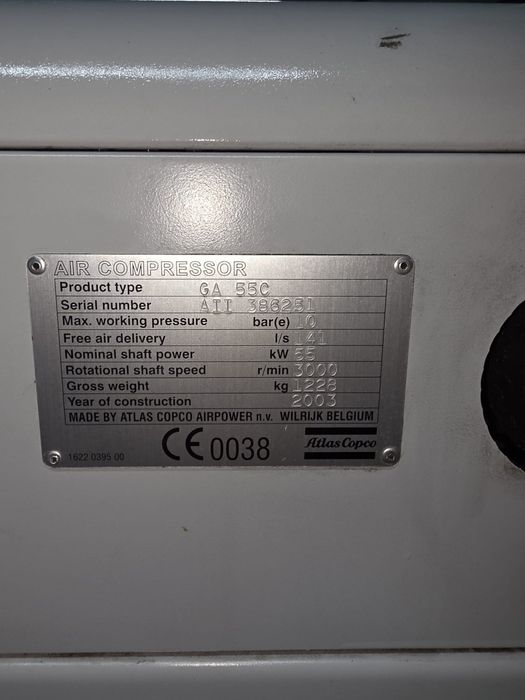 AIR COMPRESSOR
Product type GA 55C
Serial number AII 386251
Max. working pressure bar(e) 10
Free air delivery l/s 141
Nominal shaft power kW 55
Rotational shaft speed r/min 3000
Gross weight kg 1228
Year of construction 2003
MADE BY ATLAS COPCO AIRPOWER n.v. WILRIJK BELGIUM
1622 0395 00 CE 0038 Atlas Copco